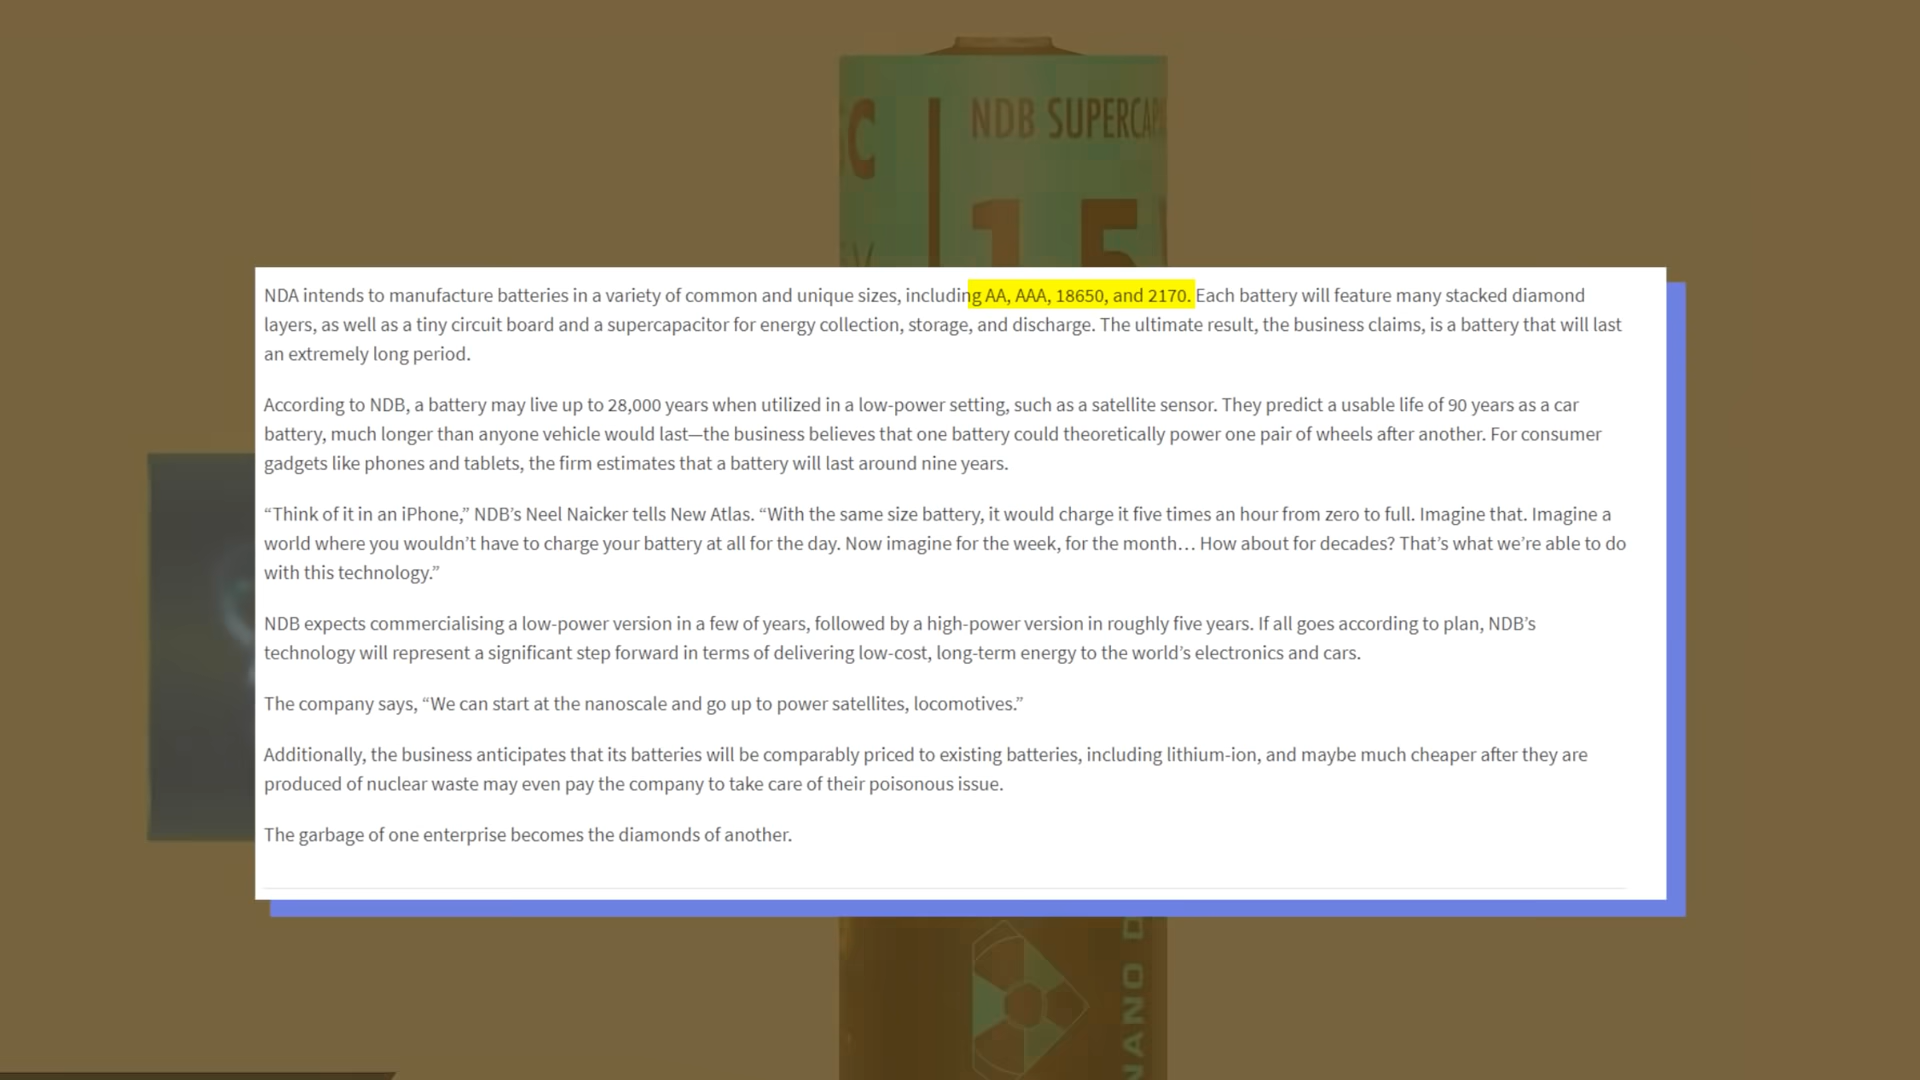 C
NDB SUPERCAP
1.5
NDA intends to manufacture batteries in a variety of common and unique sizes, including AA, AAA, 18650, and 2170. Each battery will feature many stacked diamond
layers, as well as a tiny circuit board and a supercapacitor for energy collection, storage, and discharge. The ultimate result, the business claims, is a battery that will last
an extremely long period.
According to NDB, a battery may live up to 28,000 years when utilized in a low-power setting, such as a satellite sensor. They predict a usable life of 90 years as a car
battery, much longer than anyone vehicle would last—the business believes that one battery could theoretically power one pair of wheels after another. For consumer
gadgets like phones and tablets, the firm estimates that a battery will last around nine years.
“Think of it in an iPhone,” NDB’s Neel Naicker tells New Atlas. “With the same size battery, it would charge it five times an hour from zero to full. Imagine that. Imagine a
world where you wouldn’t have to charge your battery at all for the day. Now imagine for the week, for the month… How about for decades? That’s what we’re able to do
with this technology.”
NDB expects commercialising a low-power version in a few of years, followed by a high-power version in roughly five years. If all goes according to plan, NDB’s
technology will represent a significant step forward in terms of delivering low-cost, long-term energy to the world’s electronics and cars.
The company says, “We can start at the nanoscale and go up to power satellites, locomotives.”
Additionally, the business anticipates that its batteries will be comparably priced to existing batteries, including lithium-ion, and maybe much cheaper after they are
produced of nuclear waste may even pay the company to take care of their poisonous issue.
The garbage of one enterprise becomes the diamonds of another.
NANO D